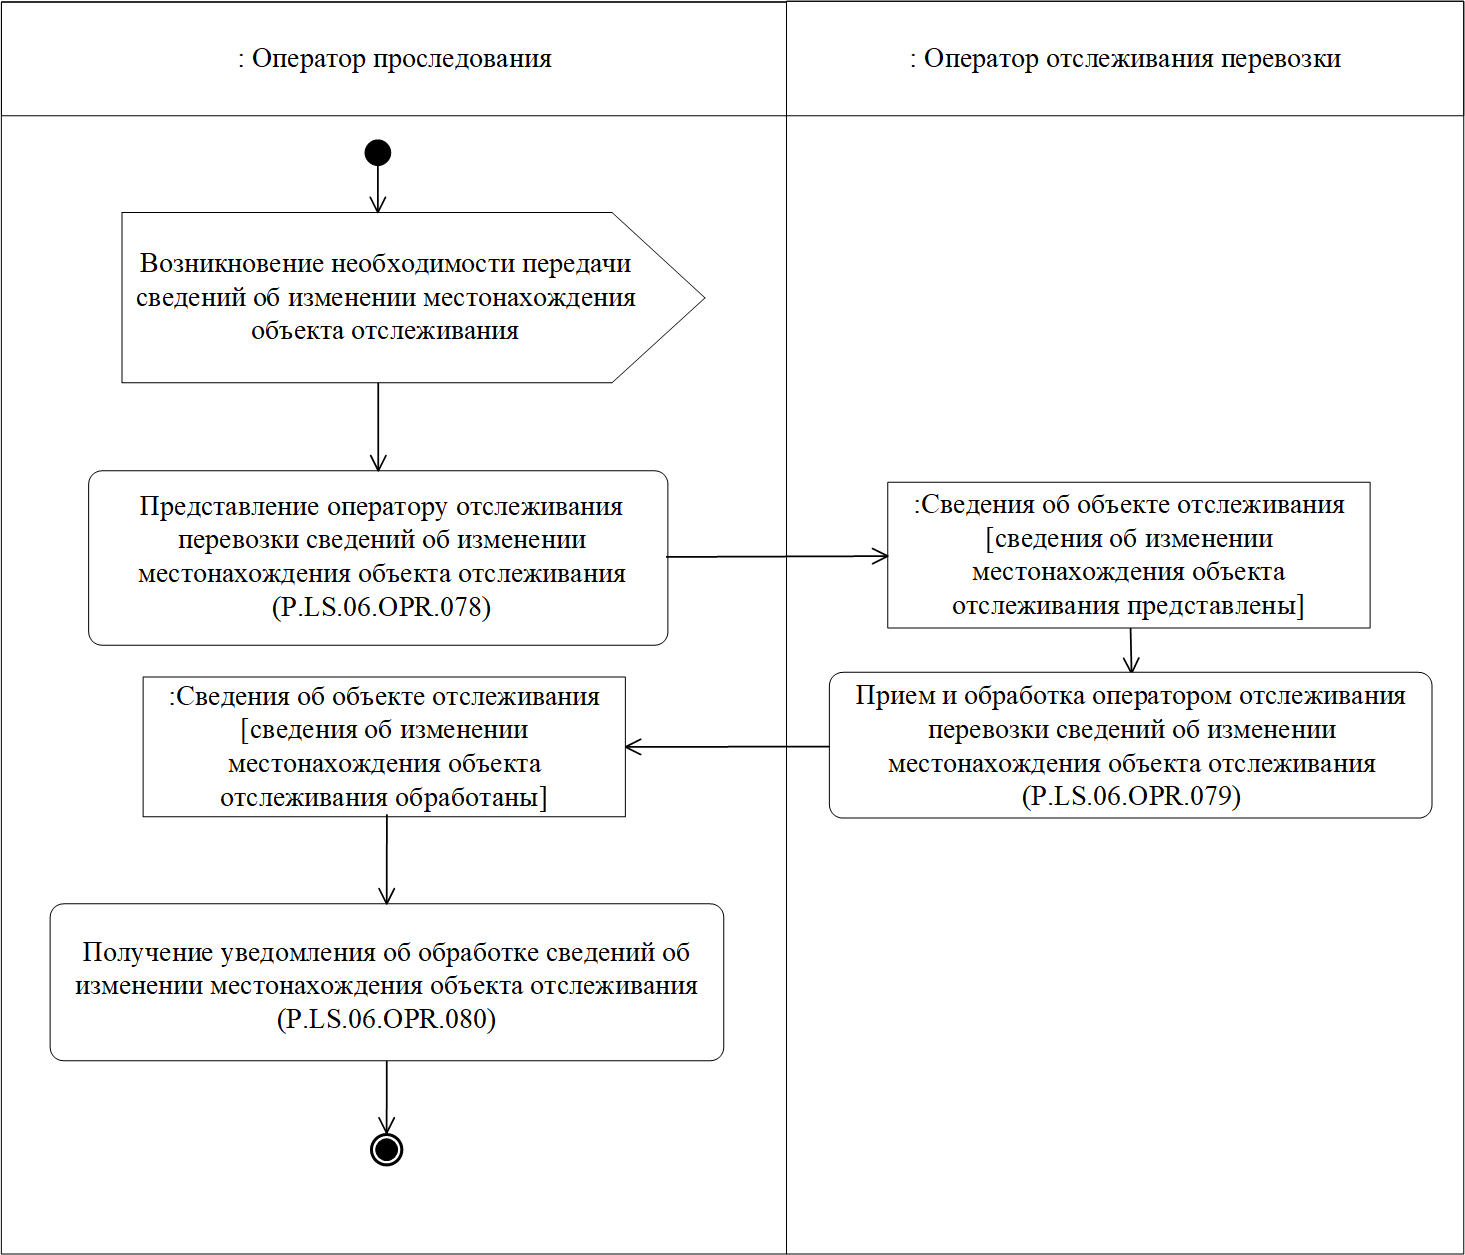 : Оператор проследования
: Оператор отслеживания перевозки
Возникновение необходимости передачи
сведений об изменении местонахождения
объекта отслеживания
Представление оператору отслеживания
перевозки сведений об изменении
местонахождения объекта отслеживания
(P.LS.06.OPR.078)
:Сведения об объекте отслеживания
[сведения об изменении
местонахождения объекта
отслеживания представлены]
Прием и обработка оператором отслеживания
перевозки сведений об изменении
местонахождения объекта отслеживания
(P.LS.06.OPR.079)
:Сведения об объекте отслеживания
[сведения об изменении
местонахождения объекта
отслеживания обработаны]
Получение уведомления об обработке сведений об
изменении местонахождения объекта отслеживания
(P.LS.06.OPR.080)